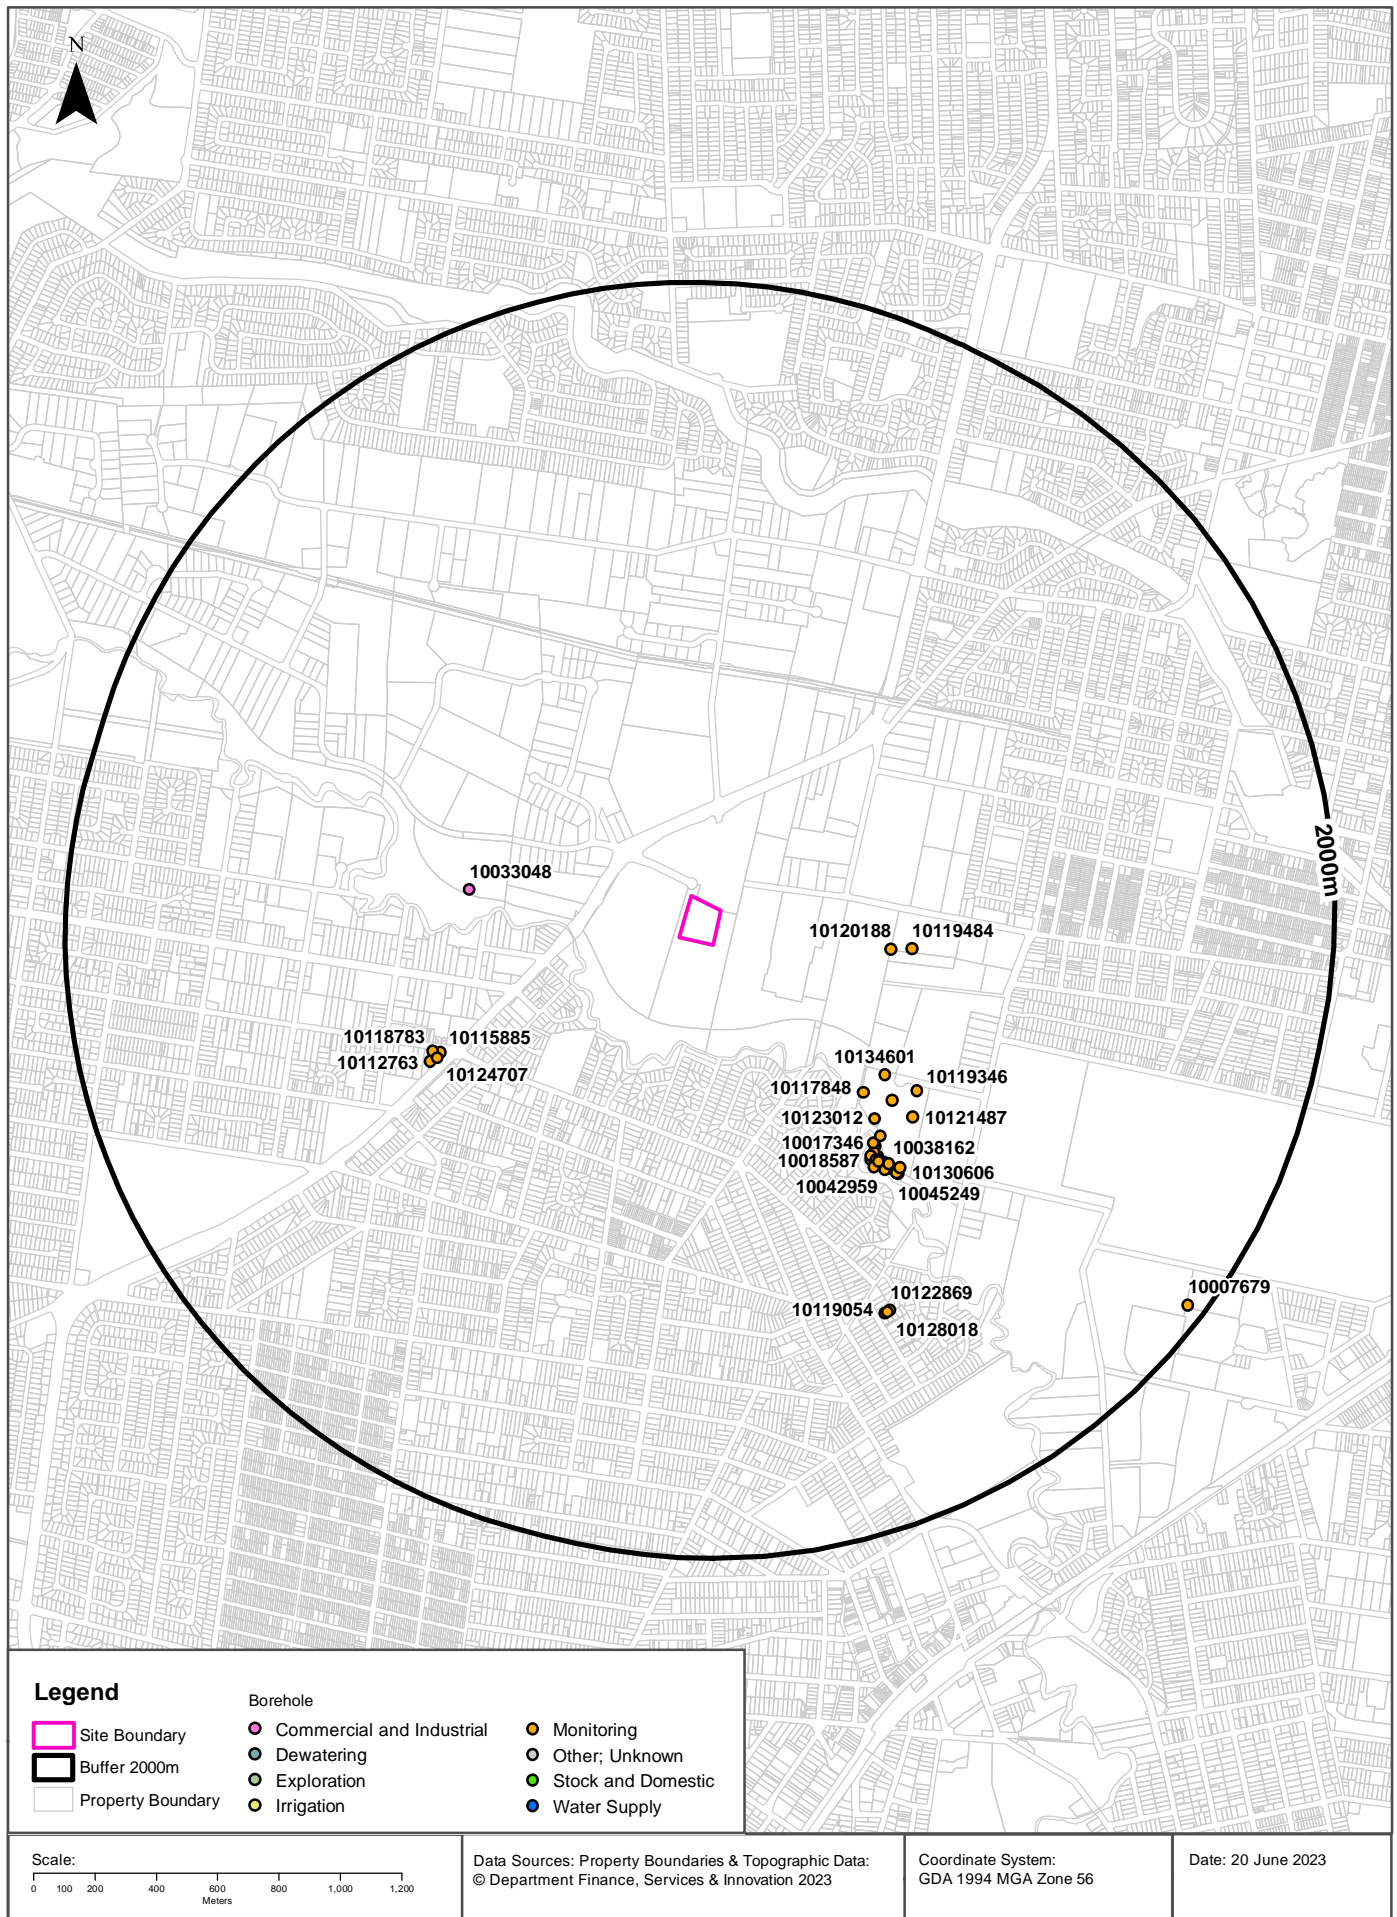 N
2000m
10033048
10120188
10119484
10118783
10115885
10112763
10124707
10134601
10117848
10119346
10123012
10121487
10017346
10038162
10018587
10130606
10042959
10045249
10122869
10119054
10128018
10007679
Legend
Site Boundary
Buffer 2000m
Property Boundary
Borehole
Commercial and Industrial
Dewatering
Exploration
Irrigation
Monitoring
Other; Unknown
Stock and Domestic
Water Supply
Scale:
0 100 200 400 600 800 1,000 1,200
Meters
Data Sources: Property Boundaries & Topographic Data:
© Department Finance, Services & Innovation 2023
Coordinate System:
GDA 1994 MGA Zone 56
Date: 20 June 2023